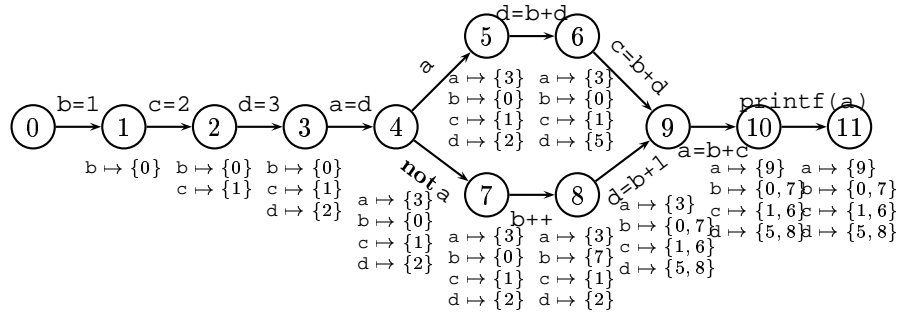 d=b+d
5 6
a
c=b+d
a ↦ {3} a ↦ {3}
b ↦ {0} b ↦ {0}
c ↦ {1} c ↦ {1}
d ↦ {2} d ↦ {5}
b=1 c=2 d=3 a=d
printf(a)
0 1 2 3 4 9 10 11
a=b+c
b ↦ {0} b ↦ {0} b ↦ {0}
c ↦ {1} c ↦ {1}
d ↦ {2}
not a
d=b+1
7 8
b++
a ↦ {3}
b ↦ {0}
c ↦ {1}
d ↦ {2}
a ↦ {3} a ↦ {3}
b ↦ {0} b ↦ {7}
c ↦ {1} c ↦ {1}
d ↦ {2} d ↦ {2}
a ↦ {3}
b ↦ {0, 7}
c ↦ {1, 6}
d ↦ {5, 8}
a ↦ {9} a ↦ {9}
b ↦ {0, 7} b ↦ {0, 7}
c ↦ {1, 6} c ↦ {1, 6}
d ↦ {5, 8} d ↦ {5, 8}